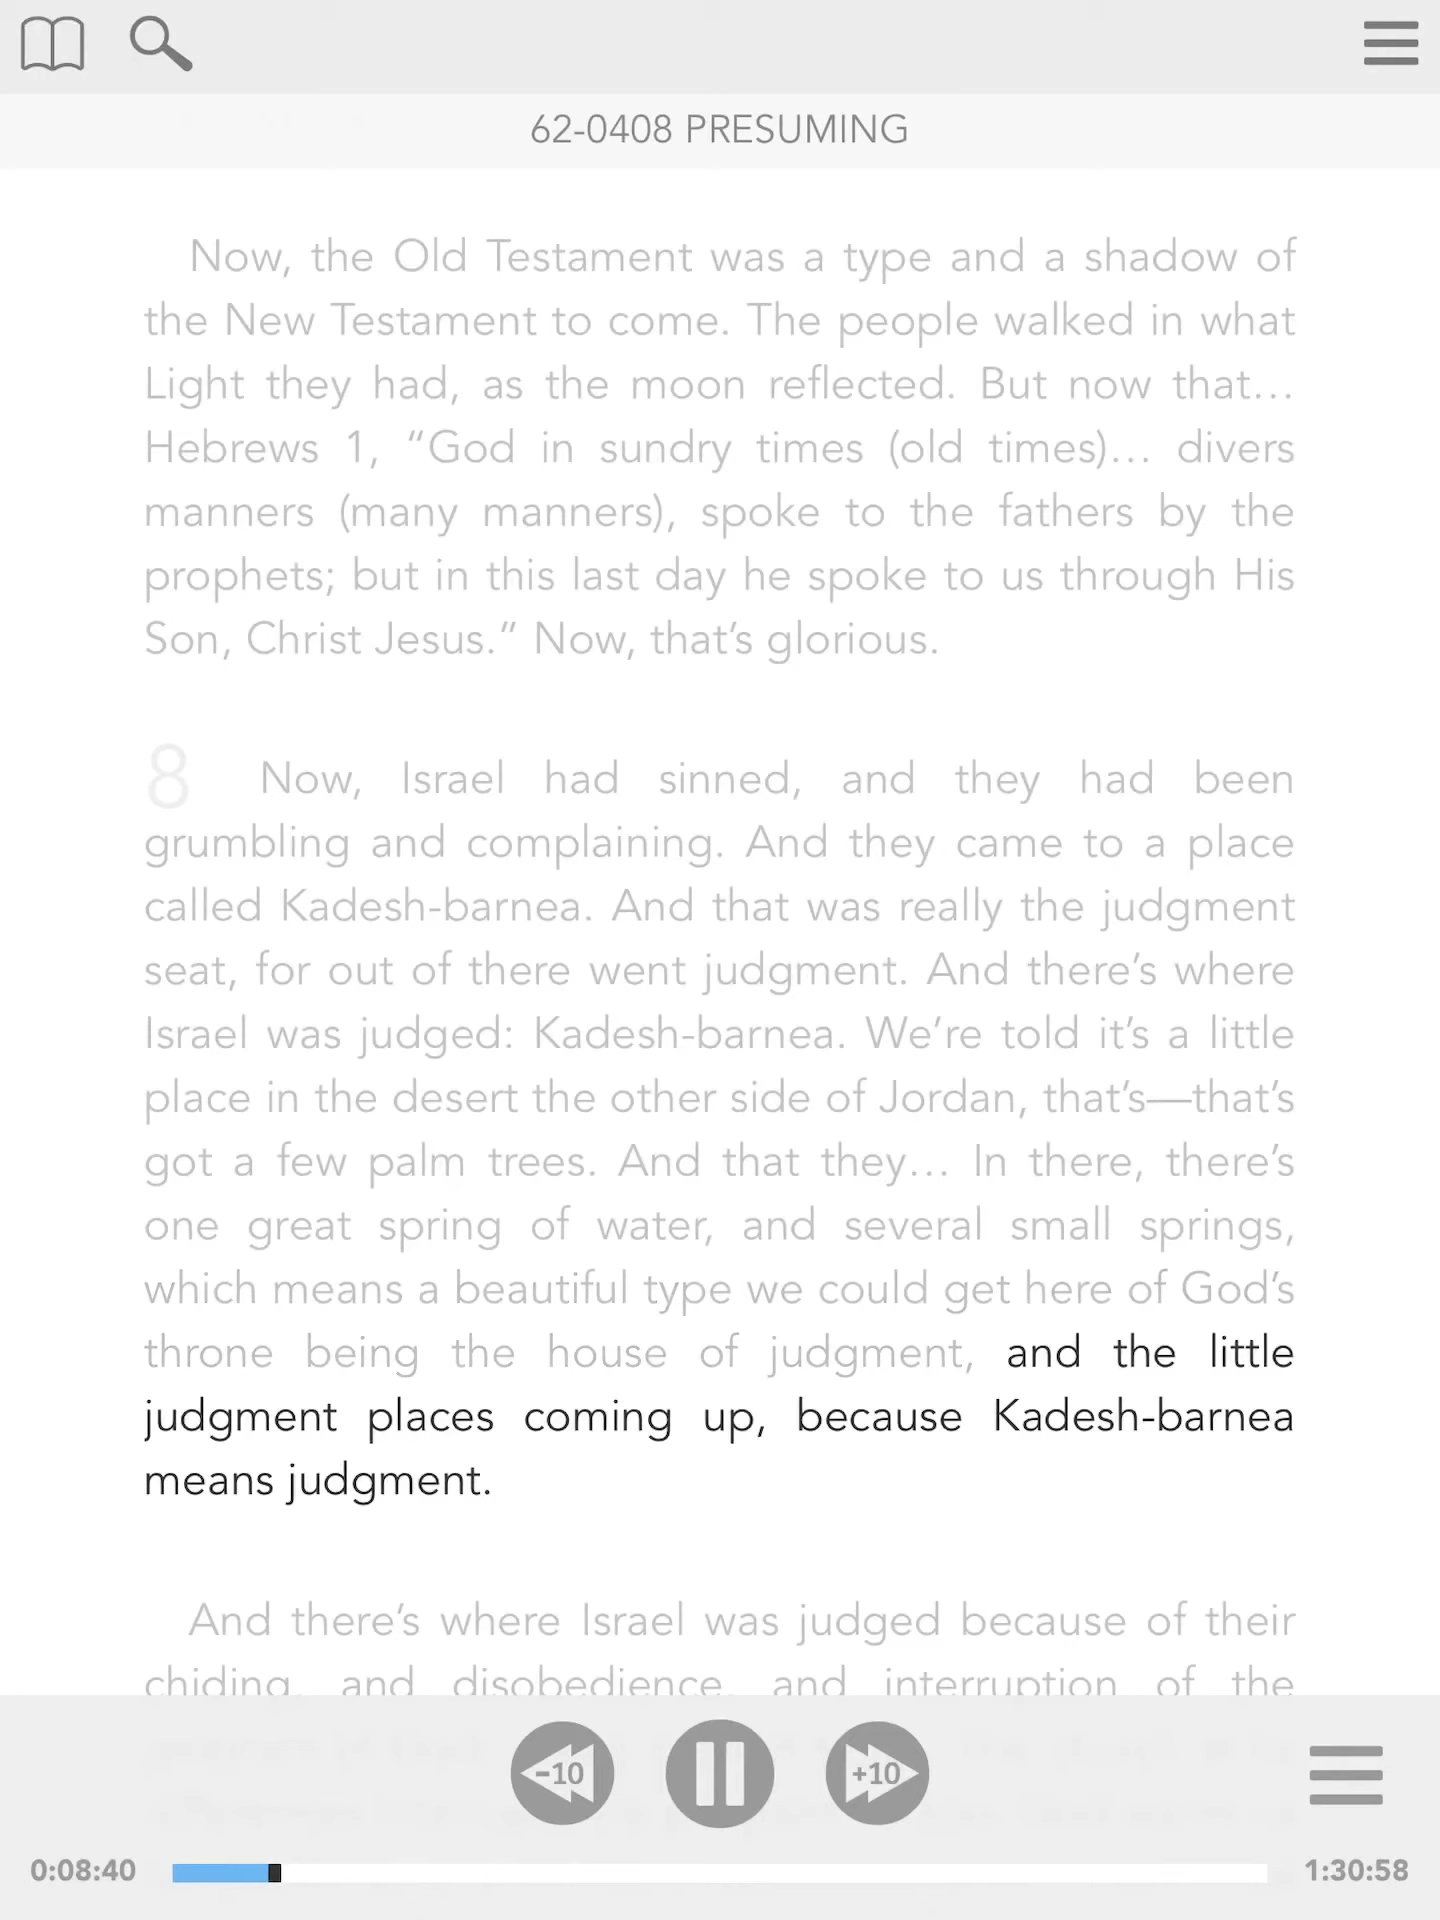 62-0408 PRESUMING
Now, the Old Testament was a type and a shadow of
the New Testament to come. The people walked in what
Light they had, as the moon reflected. But now that…
Hebrews 1, “God in sundry times (old times)… divers
manners (many manners), spoke to the fathers by the
prophets; but in this last day he spoke to us through His
Son, Christ Jesus.” Now, that’s glorious.
8 Now, Israel had sinned, and they had been
grumbling and complaining. And they came to a place
called Kadesh-barnea. And that was really the judgment
seat, for out of there went judgment. And there’s where
Israel was judged: Kadesh-barnea. We’re told it’s a little
place in the desert the other side of Jordan, that’s—that’s
got a few palm trees. And that they… In there, there’s
one great spring of water, and several small springs,
which means a beautiful type we could get here of God’s
throne being the house of judgment, and the little
judgment places coming up, because Kadesh-barnea
means judgment.
And there’s where Israel was judged because of their
chiding, and disobedience, and interruption of the
-10 +10
0:08:40 1:30:58